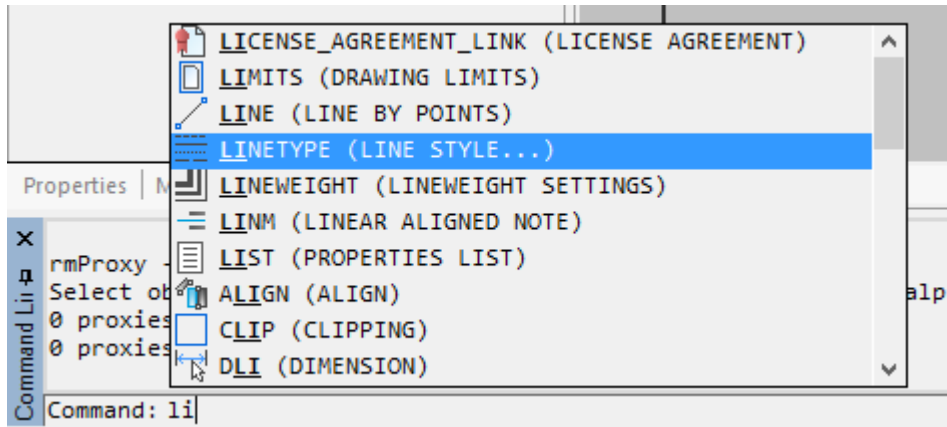 LICENSE_AGREEMENT_LINK (LICENSE AGREEMENT)
LIMITS (DRAWING LIMITS)
LINE (LINE BY POINTS)
LINETYPE (LINE STYLE...)
LINEWEIGHT (LINEWEIGHT SETTINGS)
LINM (LINEAR ALIGNED NOTE)
LIST (PROPERTIES LIST)
ALIGN (ALIGN)
CLIP (CLIPPING)
DLI (DIMENSION)
Properties M
rmProxy -
Select ob alp
0 proxies
0 proxies
Command: li
Command Li